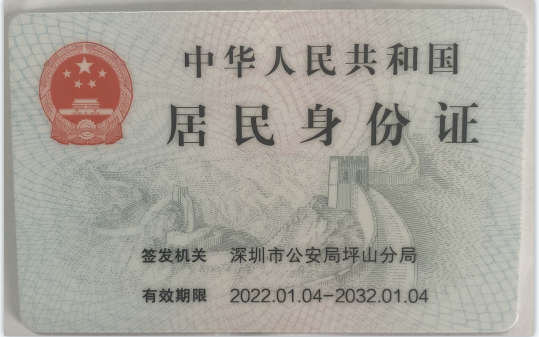 中华人民共和国
居民身份证
签发机关 深圳市公安局坪山分局
有效期限 2022.01.04-2032.01.04